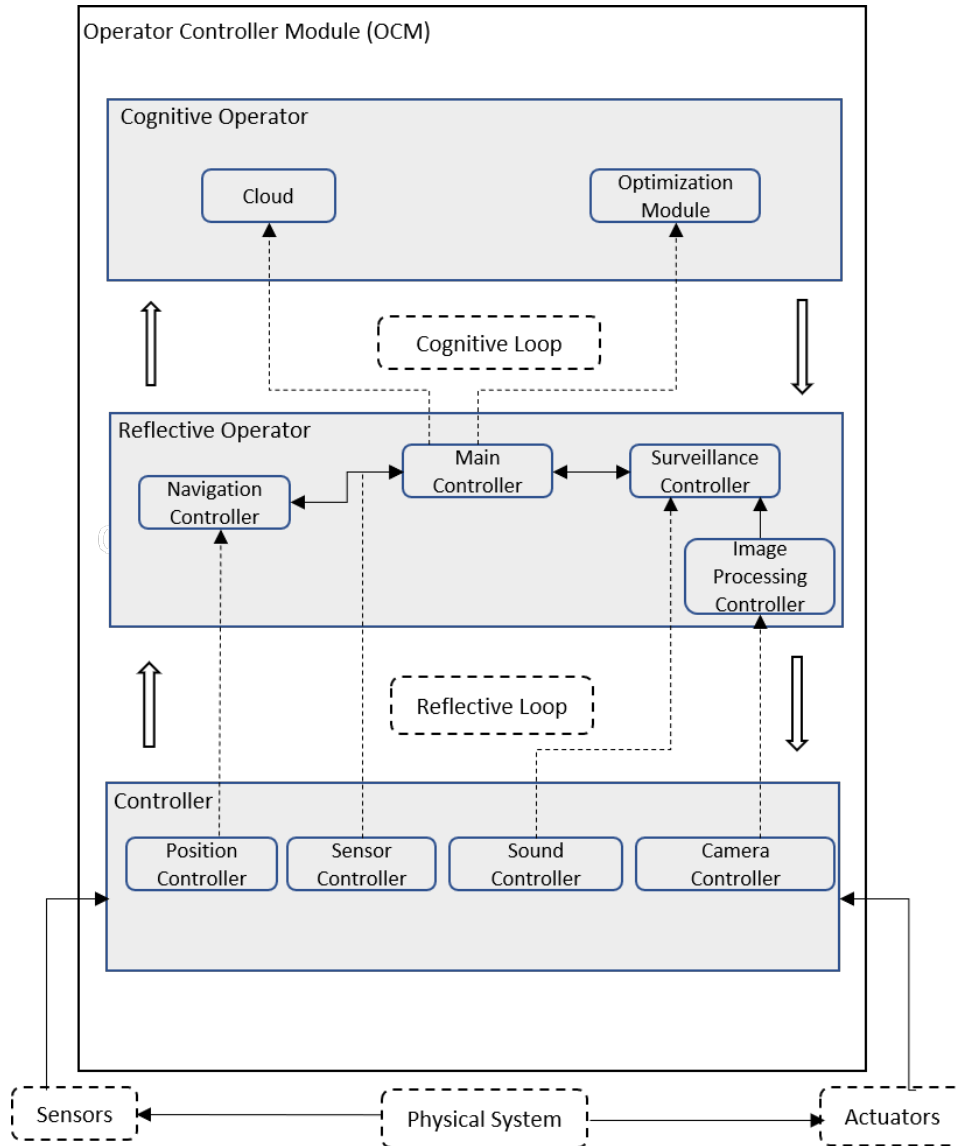 Operator Controller Module (OCM)
Cognitive Operator
Cloud
Optimization
Module
Cognitive Loop
Reflective Operator
Main
Controller
Surveillance
Controller
Navigation
Controller
Image
Processing
Controller
Reflective Loop
Controller
Position
Controller
Sensor
Controller
Sound
Controller
Camera
Controller
Sensors
Physical System
Actuators